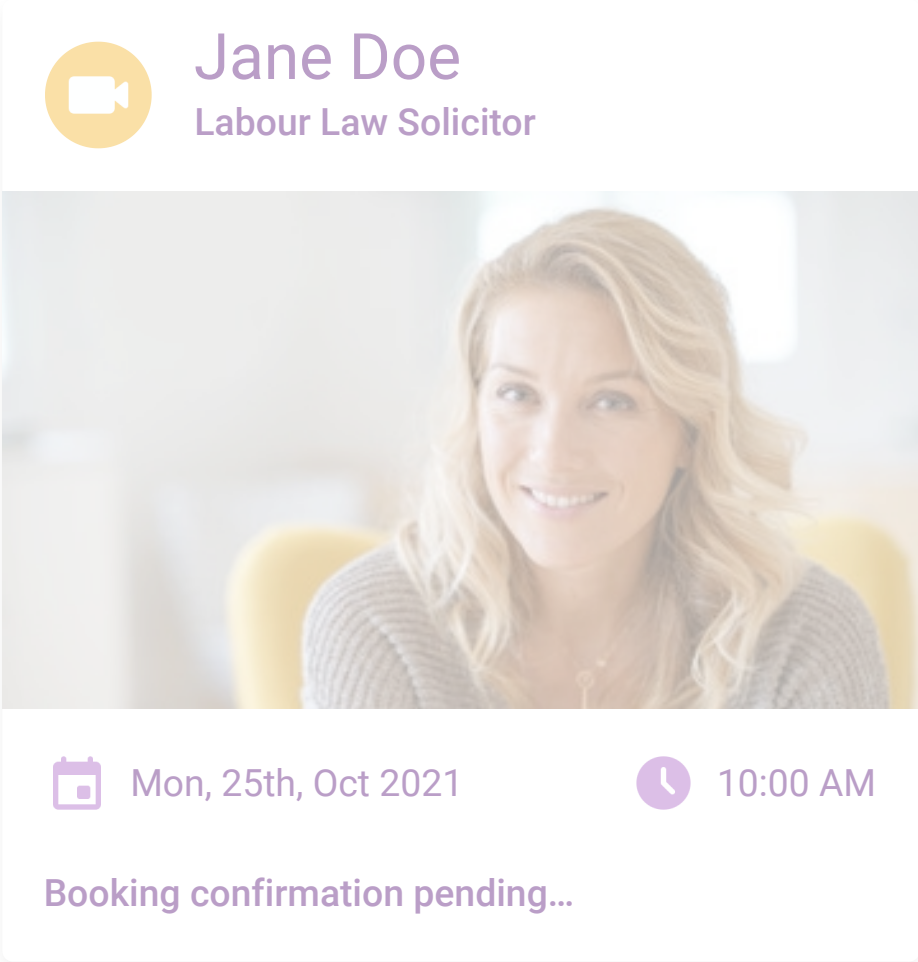 Jane Doe
Labour Law Solicitor
Mon, 25th, Oct 2021
10:00 AM
Booking confirmation pending...